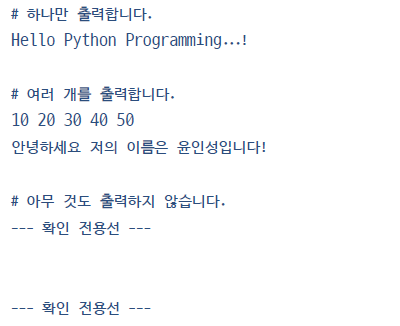 # 하나만 출력합니다.
Hello Python Programming...!
# 여러 개를 출력합니다.
10 20 30 40 50
안녕하세요 저의 이름은 윤인성입니다!
# 아무 것도 출력하지 않습니다.
--- 확인 전용선 ---
--- 확인 전용선 ---